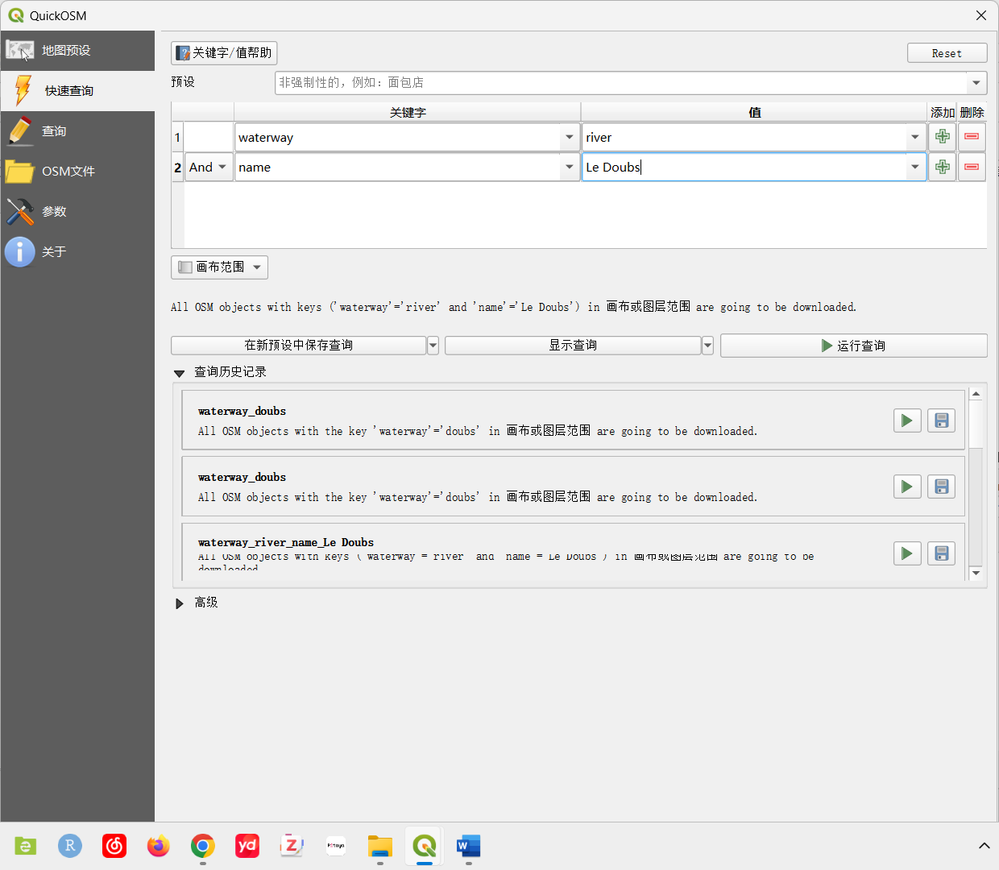 QuickOSM
地图预设
快速查询
查询
OSM文件
参数
关于
关键字/值帮助
Reset
预设
非强制性的，例如：面包店
关键字 值 添加 删除
1 waterway river
2 And name Le Doubs
画布范围
All OSM objects with keys ('waterway'='river' and 'name'='Le Doubs') in 画布或图层范围 are going to be downloaded.
在新预设中保存查询 显示查询 运行查询
查询历史记录
waterway_doubs
All OSM objects with the key 'waterway'='doubs' in 画布或图层范围 are going to be downloaded.
waterway_doubs
All OSM objects with the key 'waterway'='doubs' in 画布或图层范围 are going to be downloaded.
waterway_river_name_Le Doubs
All OSM objects with keys ('waterway'='river' and 'name'='Le Doubs') in 画布或图层范围 are going to be
downloaded
高级
R yd Z Pitaya W